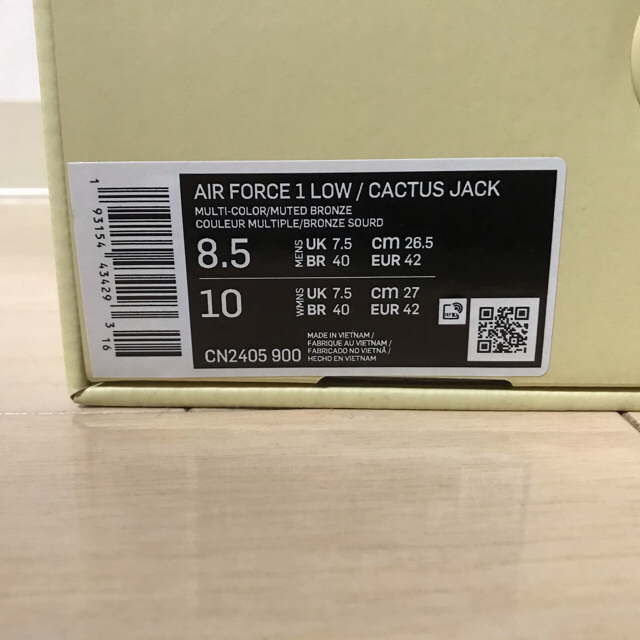 AIR FORCE 1 LOW / CACTUS JACK
MULTI-COLOR/MUTED BRONZE
COULEUR MULTIPLE/BRONZE SOURD
8.5 MENS UK 7.5 cm 26.5
BR 40 EUR 42
10 WMNS UK 7.5 cm 27
BR 40 EUR 42
CN2405 900
MADE IN VIETNAM /
FABRIQUE AU VIETNAM /
FABRICADO NO VIETNÃ /
HECHO EN VIETNAM
RFID
1 93154 43429 3 16